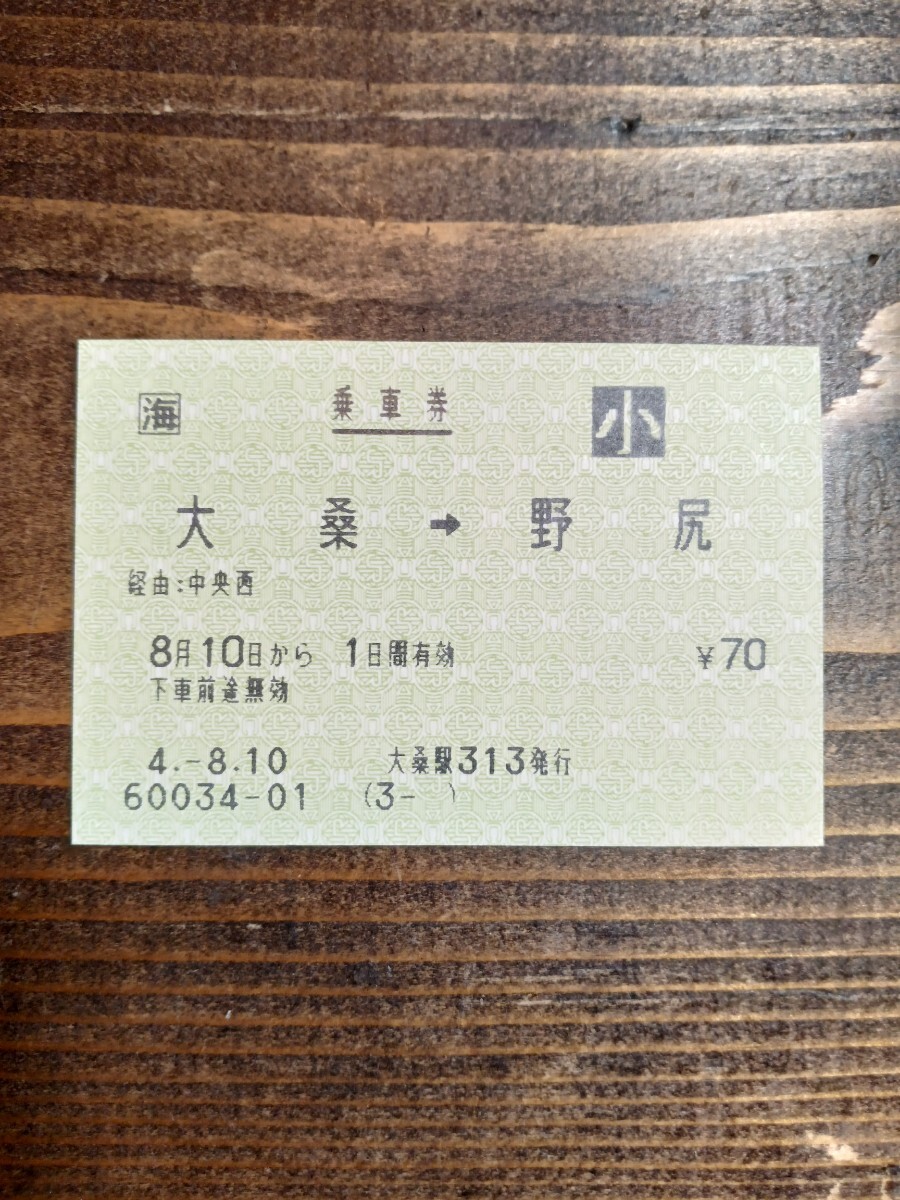 海 乗車券 小
大桑➡野尻
経由:中央西
8月10日から 1日間有効 ¥70
下車前途無効
4.-8.10 大桑駅313発行
60034-01 (3- )